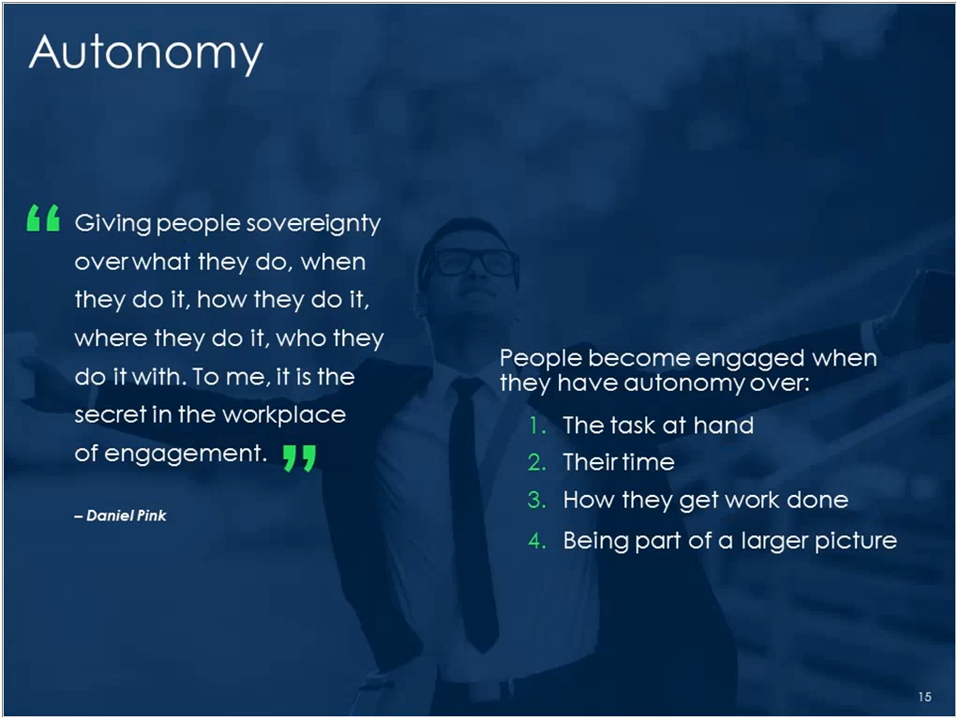 Autonomy
“ Giving people sovereignty
over what they do, when
they do it, how they do it,
where they do it, who they
do it with. To me, it is the
secret in the workplace
of engagement. ”
– Daniel Pink
People become engaged when
they have autonomy over:
1. The task at hand
2. Their time
3. How they get work done
4. Being part of a larger picture
15